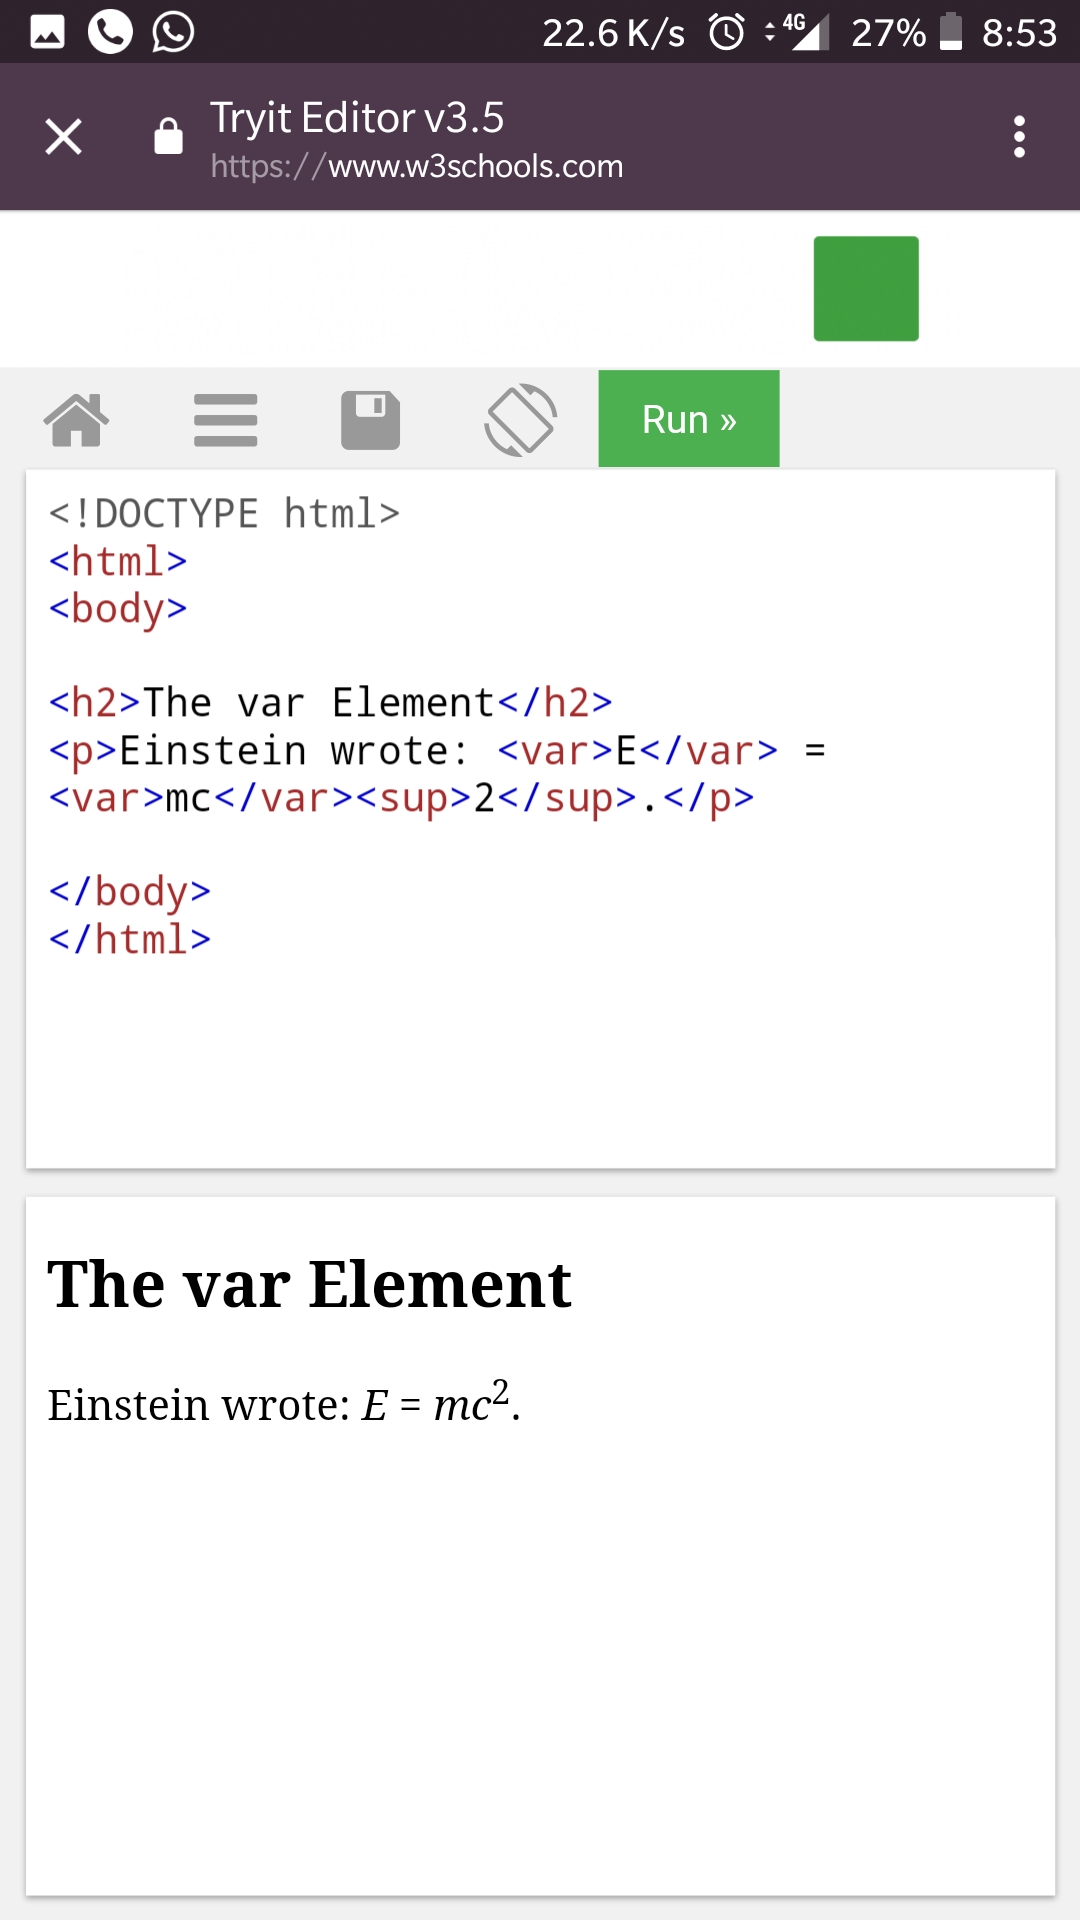 22.6 K/s 4G 27% 8:53
Tryit Editor v3.5
https://www.w3schools.com
Run »
<!DOCTYPE html>
<html>
<body>
<h2>The var Element</h2>
<p>Einstein wrote: <var>E</var> =
<var>mc</var><sup>2</sup>.</p>
</body>
</html>
The var Element
Einstein wrote: E = mc².